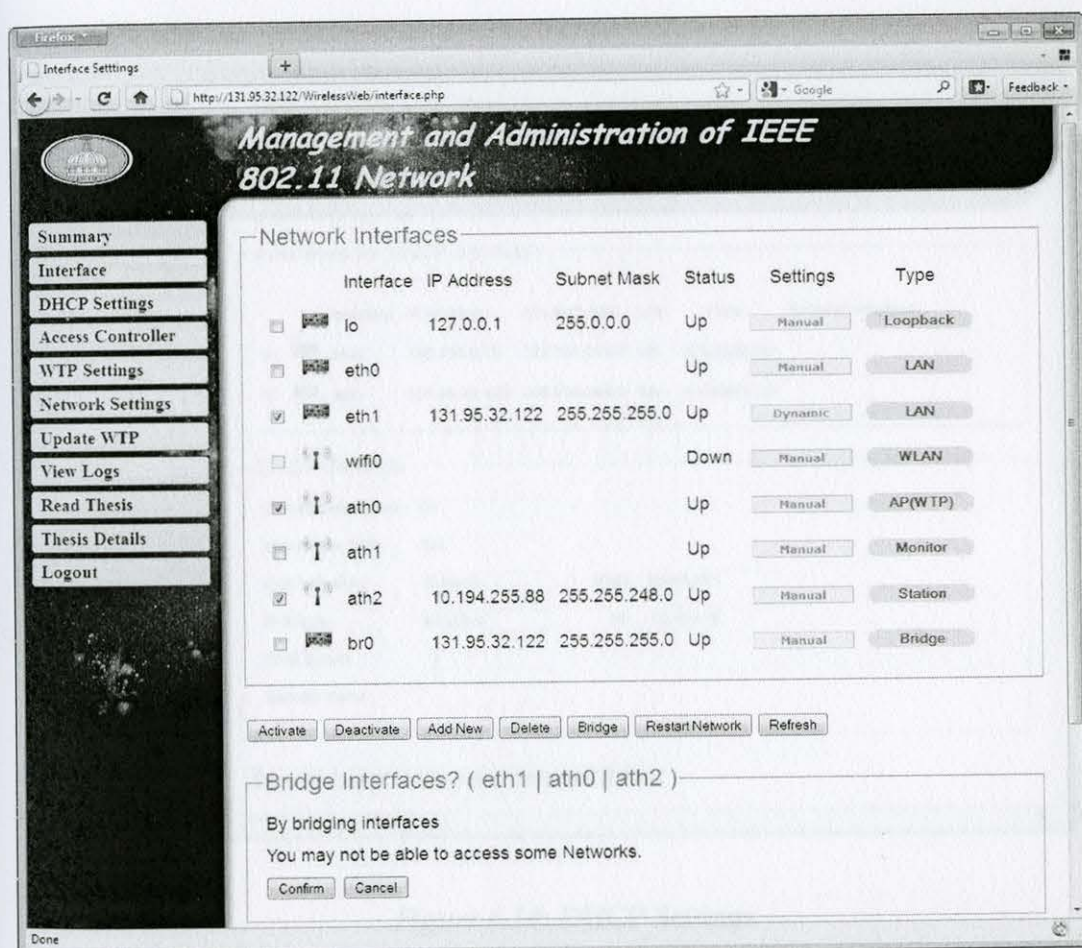 Firefox
Interface Setttings
http://131.95.32.122/WirelessWeb/interface.php
Google
Feedback
Management and Administration of IEEE
802.11 Network
Summary
Interface
DHCP Settings
Access Controller
WTP Settings
Network Settings
Update WTP
View Logs
Read Thesis
Thesis Details
Logout
Network Interfaces
Interface IP Address Subnet Mask Status Settings Type
lo 127.0.0.1 255.0.0.0 Up Manual Loopback
eth0 Up Manual LAN
eth1 131.95.32.122 255.255.255.0 Up Dynamic LAN
wifi0 Down Manual WLAN
ath0 Up Manual AP(WTP)
ath1 Up Manual Monitor
ath2 10.194.255.88 255.255.248.0 Up Manual Station
br0 131.95.32.122 255.255.255.0 Up Manual Bridge
Activate Deactivate Add New Delete Bridge Restart Network Refresh
Bridge Interfaces? ( eth1 | ath0 | ath2 )
By bridging interfaces
You may not be able to access some Networks.
Confirm Cancel
Done